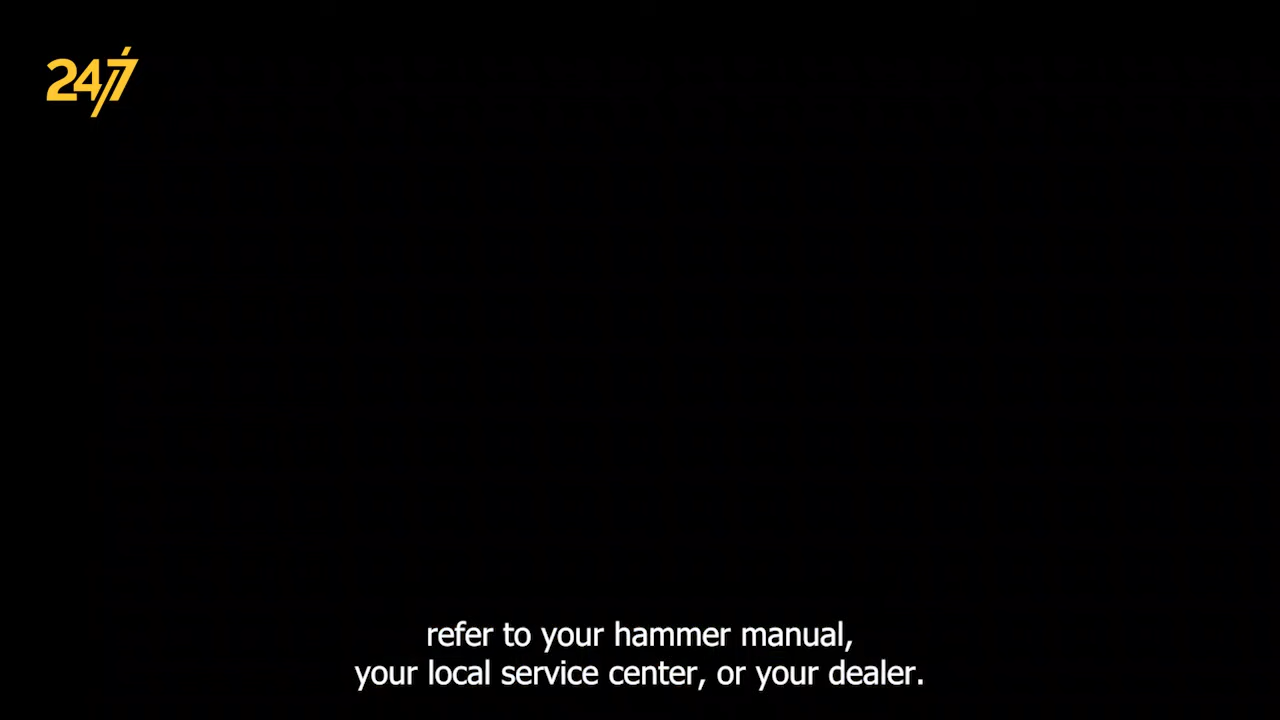 24/7
refer to your hammer manual,
your local service center, or your dealer.